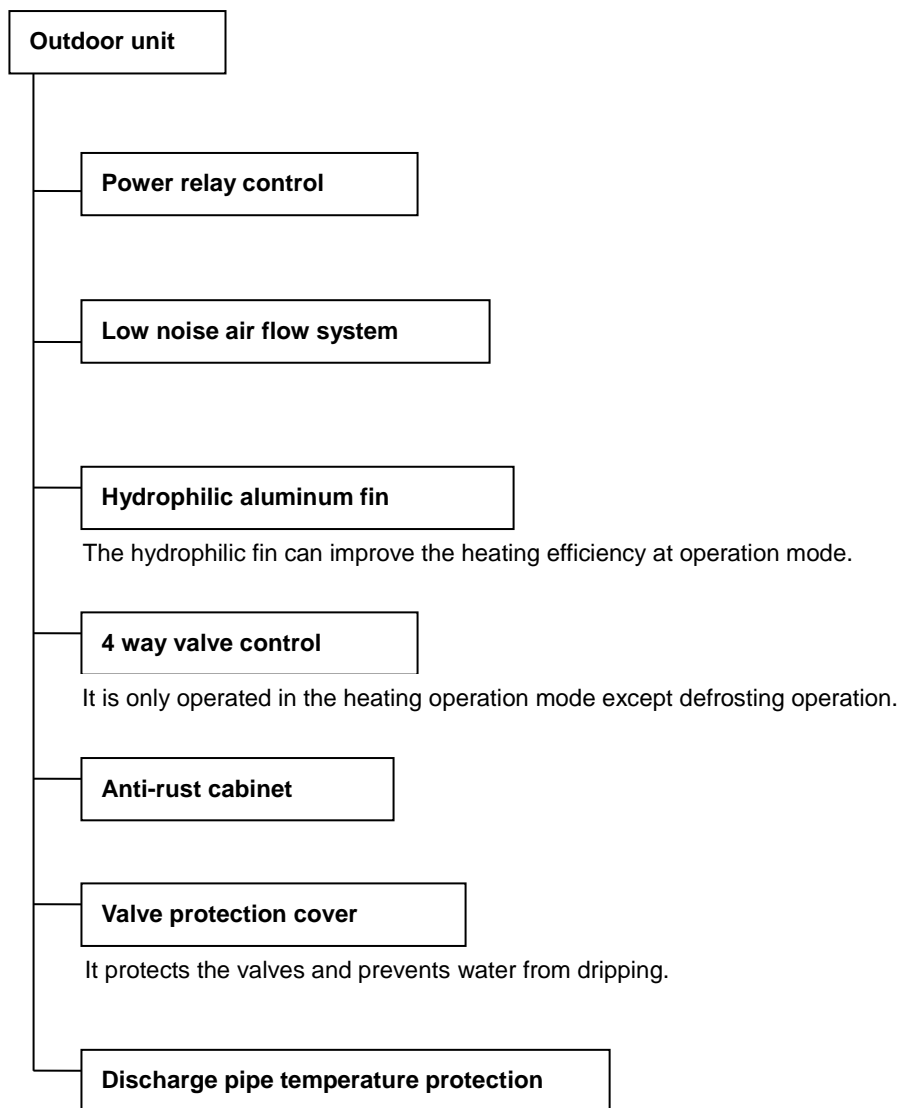 Outdoor unit
Power relay control
Low noise air flow system
Hydrophilic aluminum fin
The hydrophilic fin can improve the heating efficiency at operation mode.
4 way valve control
It is only operated in the heating operation mode except defrosting operation.
Anti-rust cabinet
Valve protection cover
It protects the valves and prevents water from dripping.
Discharge pipe temperature protection